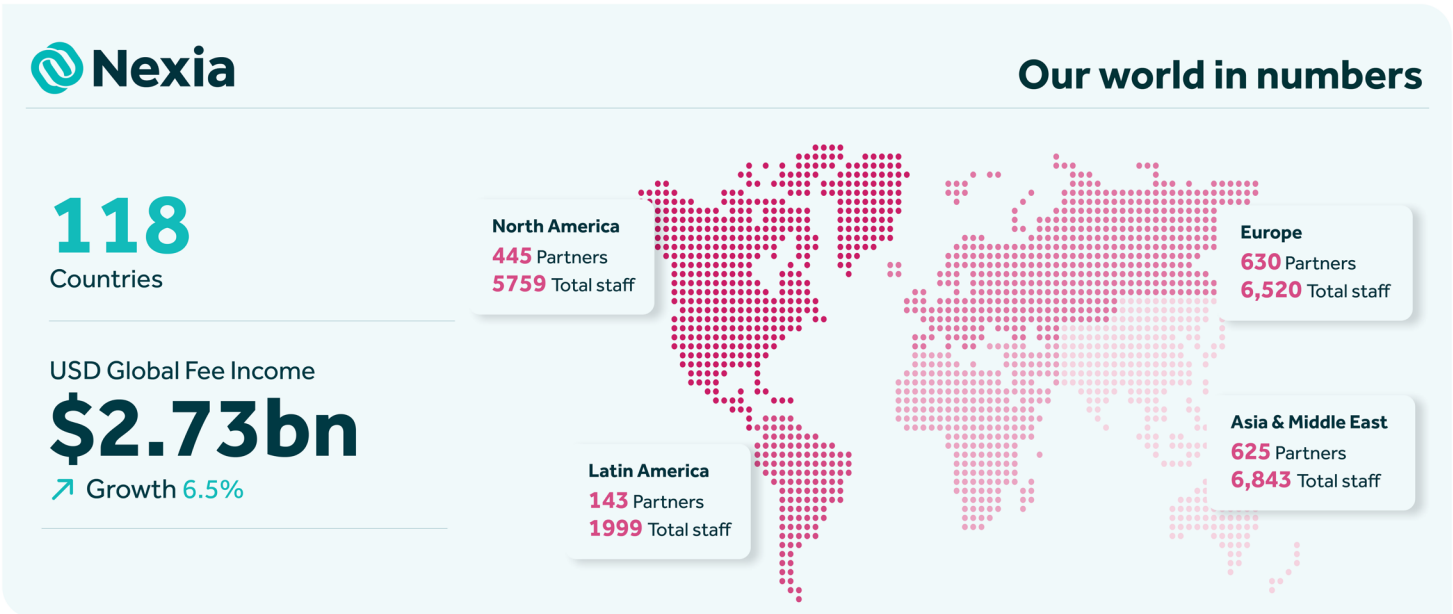 Nexia
Our world in numbers
118
Countries
USD Global Fee Income
$2.73bn
Growth 6.5%
North America
445 Partners
5759 Total staff
Latin America
143 Partners
1999 Total staff
Europe
630 Partners
6,520 Total staff
Asia & Middle East
625 Partners
6,843 Total staff